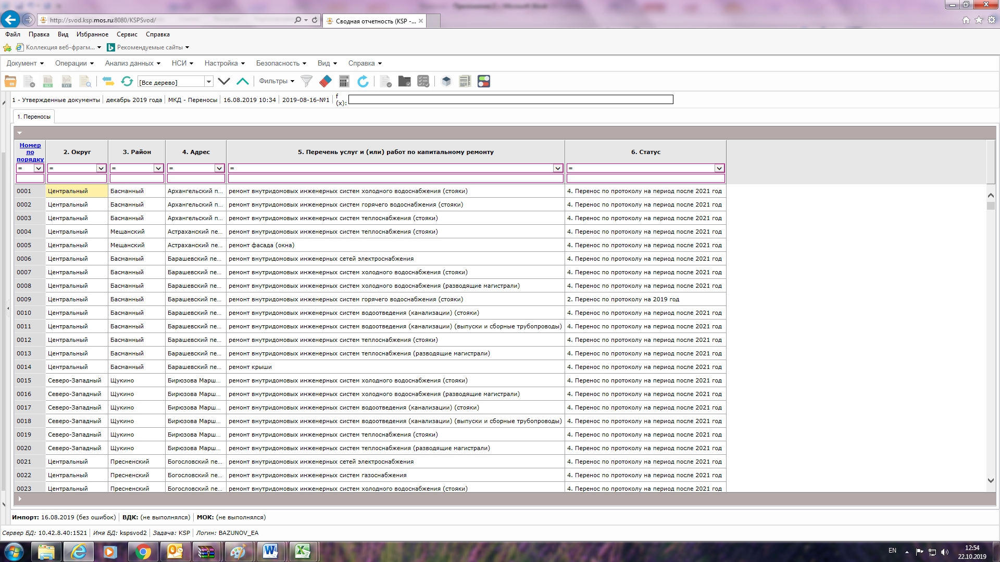 http://svod.ksp.mos.ru:8080/KSPSvod/
Сводная отчетность (KSP -...
Файл Правка Вид Избранное Сервис Справка
Коллекция веб-фрагм... Рекомендуемые сайты
Документ Операции Анализ данных НСИ Настройка Безопасность Вид Справка
[Все дерево] Фильтры
1 - Утвержденные документы декабрь 2019 года МКД - Переносы 16.08.2019 10:34 2019-08-16-№1 f (x):
1. Переносы
Номер по порядку 2. Округ 3. Район 4. Адрес 5. Перечень услуг и (или) работ по капитальному ремонту 6. Статус
= = = = = =
0001 Центральный Басманный Архангельский п... ремонт внутридомовых инженерных систем холодного водоснабжения (стояки) 4. Перенос по протоколу на период после 2021 год
0002 Центральный Басманный Архангельский п... ремонт внутридомовых инженерных систем горячего водоснабжения (стояки) 4. Перенос по протоколу на период после 2021 год
0003 Центральный Басманный Архангельский п... ремонт внутридомовых инженерных систем теплоснабжения (стояки) 4. Перенос по протоколу на период после 2021 год
0004 Центральный Мещанский Астраханский пе... ремонт внутридомовых инженерных систем теплоснабжения (стояки) 4. Перенос по протоколу на период после 2021 год
0005 Центральный Мещанский Астраханский пе... ремонт фасада (окна) 4. Перенос по протоколу на период после 2021 год
0006 Центральный Басманный Барашевский пе... ремонт внутридомовых инженерных сетей электроснабжения 4. Перенос по протоколу на период после 2021 год
0007 Центральный Басманный Барашевский пе... ремонт внутридомовых инженерных систем холодного водоснабжения (стояки) 4. Перенос по протоколу на период после 2021 год
0008 Центральный Басманный Барашевский пе... ремонт внутридомовых инженерных систем холодного водоснабжения (разводящие магистрали) 4. Перенос по протоколу на период после 2021 год
0009 Центральный Басманный Барашевский пе... ремонт внутридомовых инженерных систем горячего водоснабжения (стояки) 2. Перенос по протоколу на 2019 год
0010 Центральный Басманный Барашевский пе... ремонт внутридомовых инженерных систем водоотведения (канализации) (стояки) 4. Перенос по протоколу на период после 2021 год
0011 Центральный Басманный Барашевский пе... ремонт внутридомовых инженерных систем водоотведения (канализации) (выпуски и сборные трубопроводы) 4. Перенос по протоколу на период после 2021 год
0012 Центральный Басманный Барашевский пе... ремонт внутридомовых инженерных систем теплоснабжения (стояки) 4. Перенос по протоколу на период после 2021 год
0013 Центральный Басманный Барашевский пе... ремонт внутридомовых инженерных систем теплоснабжения (разводящие магистрали) 4. Перенос по протоколу на период после 2021 год
0014 Центральный Басманный Барашевский пе... ремонт крыши 4. Перенос по протоколу на период после 2021 год
0015 Северо-Западный Щукино Бирюзова Марш... ремонт внутридомовых инженерных систем холодного водоснабжения (стояки) 4. Перенос по протоколу на период после 2021 год
0016 Северо-Западный Щукино Бирюзова Марш... ремонт внутридомовых инженерных систем холодного водоснабжения (разводящие магистрали) 4. Перенос по протоколу на период после 2021 год
0017 Северо-Западный Щукино Бирюзова Марш... ремонт внутридомовых инженерных систем водоотведения (канализации) (стояки) 4. Перенос по протоколу на период после 2021 год
0018 Северо-Западный Щукино Бирюзова Марш... ремонт внутридомовых инженерных систем водоотведения (канализации) (выпуски и сборные трубопроводы) 4. Перенос по протоколу на период после 2021 год
0019 Северо-Западный Щукино Бирюзова Марш... ремонт внутридомовых инженерных систем теплоснабжения (стояки) 4. Перенос по протоколу на период после 2021 год
0020 Северо-Западный Щукино Бирюзова Марш... ремонт внутридомовых инженерных систем теплоснабжения (разводящие магистрали) 4. Перенос по протоколу на период после 2021 год
0021 Центральный Пресненский Богословский пе... ремонт внутридомовых инженерных сетей электроснабжения 4. Перенос по протоколу на период после 2021 год
0022 Центральный Пресненский Богословский пе... ремонт внутридомовых инженерных систем газоснабжения 4. Перенос по протоколу на период после 2021 год
0023 Центральный Пресненский Богословский пе... ремонт внутридомовых инженерных систем холодного водоснабжения (стояки) 4. Перенос по протоколу на период после 2021 год
Импорт: 16.08.2019 (без ошибок) ВДК: (не выполнялся) МОК: (не выполнялся)
Сервер БД: 10.42.8.40:1521 Имя БД: kspsvod2 Задача: KSP Логин: BAZUNOV_EA
EN 12:54
22.10.2019